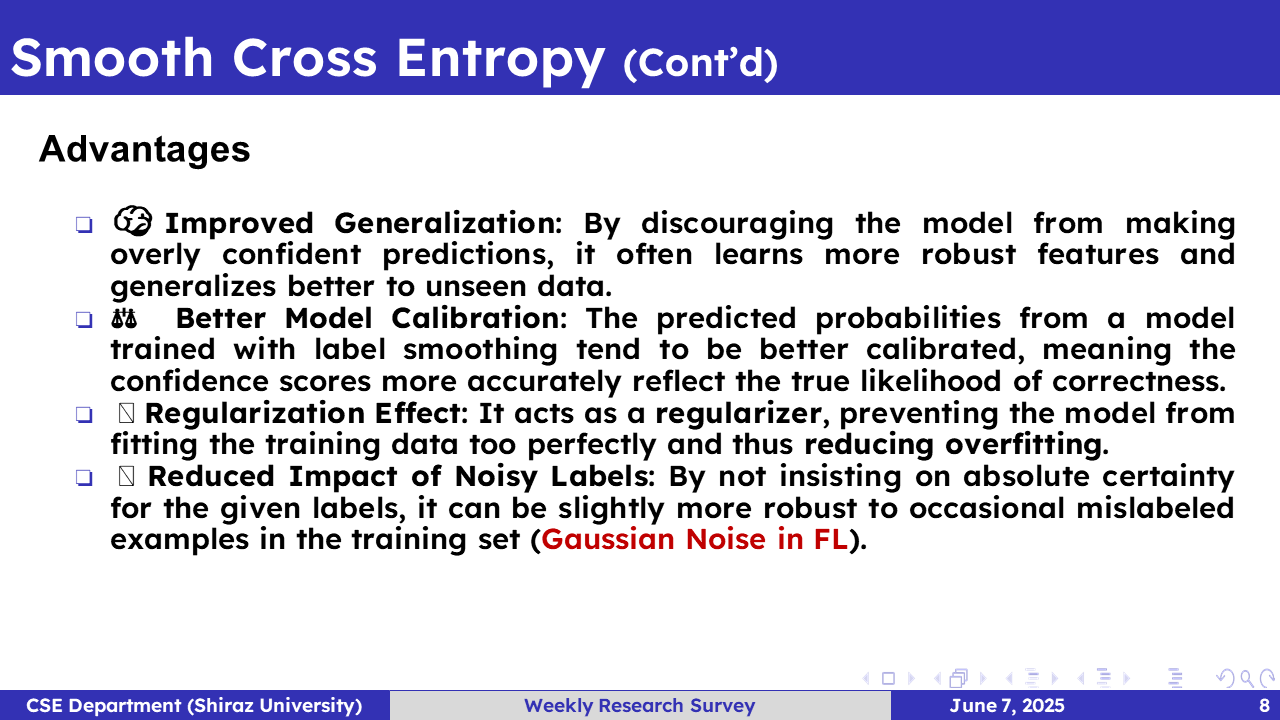 Smooth Cross Entropy (Cont’d)
Advantages
❏ 🧠 Improved Generalization: By discouraging the model from making
overly confident predictions, it often learns more robust features and
generalizes better to unseen data.
❏ ⚖ Better Model Calibration: The predicted probabilities from a model
trained with label smoothing tend to be better calibrated, meaning the
confidence scores more accurately reflect the true likelihood of correctness.
❏ Regularization Effect: It acts as a regularizer, preventing the model from
fitting the training data too perfectly and thus reducing overfitting.
❏ Reduced Impact of Noisy Labels: By not insisting on absolute certainty
for the given labels, it can be slightly more robust to occasional mislabeled
examples in the training set (Gaussian Noise in FL).
CSE Department (Shiraz University) Weekly Research Survey June 7, 2025 8